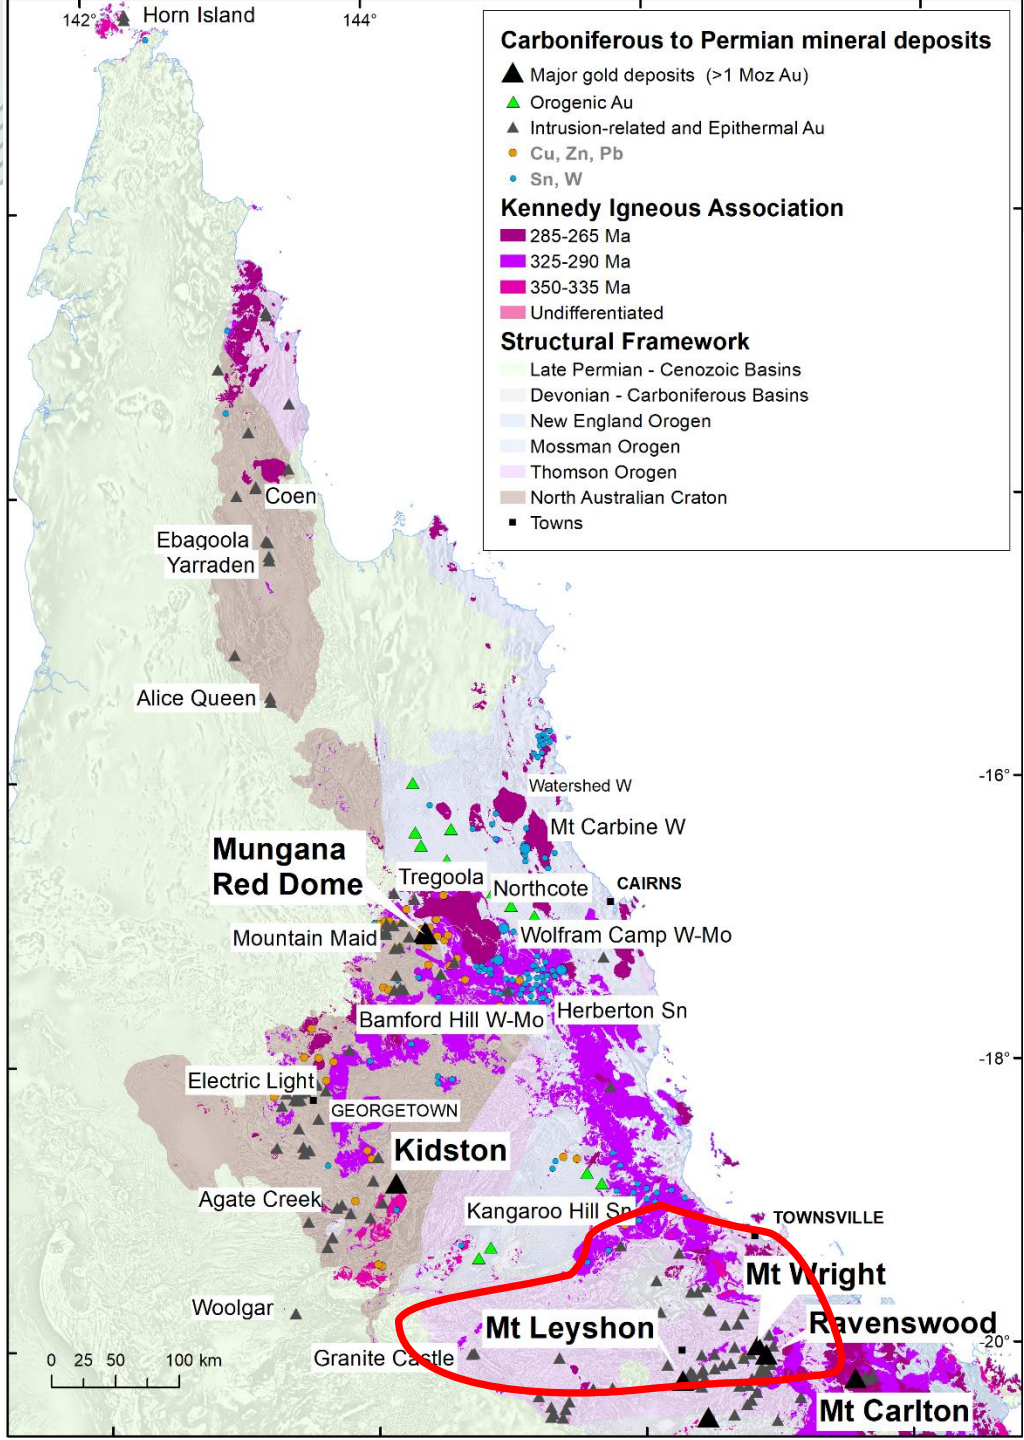 142°
144°
Horn Island
Carboniferous to Permian mineral deposits
Major gold deposits (>1 Moz Au)
Orogenic Au
Intrusion-related and Epithermal Au
Cu, Zn, Pb
Sn, W
Kennedy Igneous Association
285-265 Ma
325-290 Ma
350-335 Ma
Undifferentiated
Structural Framework
Late Permian - Cenozoic Basins
Devonian - Carboniferous Basins
New England Orogen
Mossman Orogen
Thomson Orogen
North Australian Craton
Towns
Coen
Ebagoola
Yarraden
Alice Queen
-16°
Watershed W
Mt Carbine W
Mungana
Red Dome
Tregoola
Northcote
CAIRNS
Mountain Maid
Wolfram Camp W-Mo
Bamford Hill W-Mo
Herberton Sn
-18°
Electric Light
GEORGETOWN
Kidston
Agate Creek
Kangaroo Hill Sn
TOWNSVILLE
Mt Wright
Woolgar
Mt Leyshon
Ravenswood
-20°
Granite Castle
0 25 50 100 km
Mt Carlton